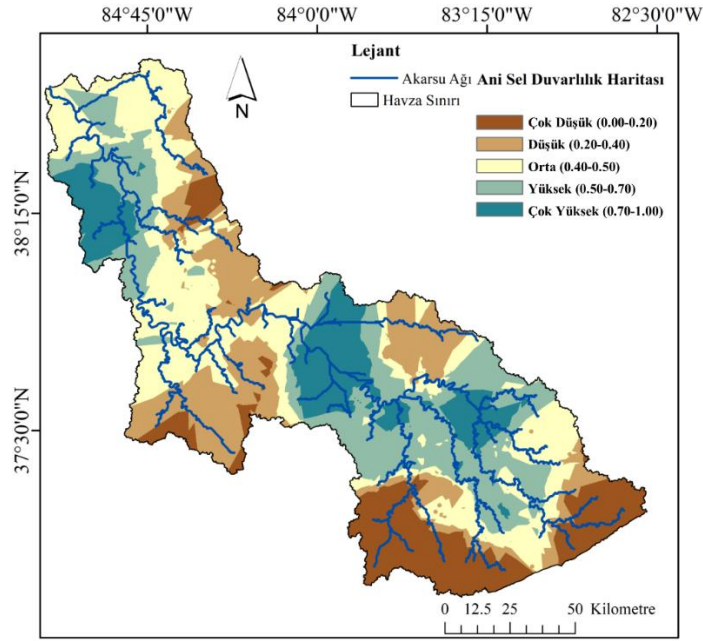 84°45'0"W 84°0'0"W 83°15'0"W 82°30'0"W
Lejant
Akarsu Ağı Ani Sel Duvarlılık Haritası
Havza Sınırı
Çok Düşük (0.00-0.20)
Düşük (0.20-0.40)
Orta (0.40-0.50)
Yüksek (0.50-0.70)
Çok Yüksek (0.70-1.00)
N
38°15'0"N
37°30'0"N
0 12.5 25 50 Kilometre